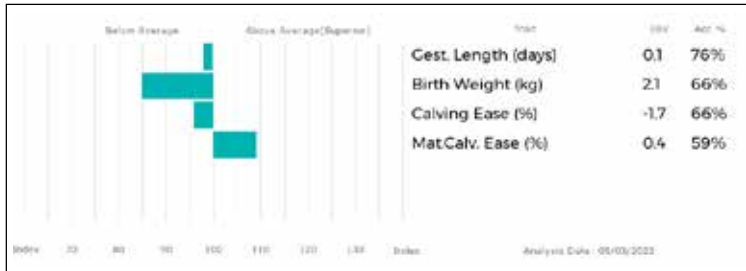 Below Average Above Average(Superior) Trait EBV Acc %
Gest. Length (days) 0.1 76%
Birth Weight (kg) 2.1 66%
Calving Ease (%) -1.7 66%
Mat.Calv. Ease (%) 0.4 59%
Index 70 80 90 100 110 120 130 Index Analysis Date : 05/03/2022